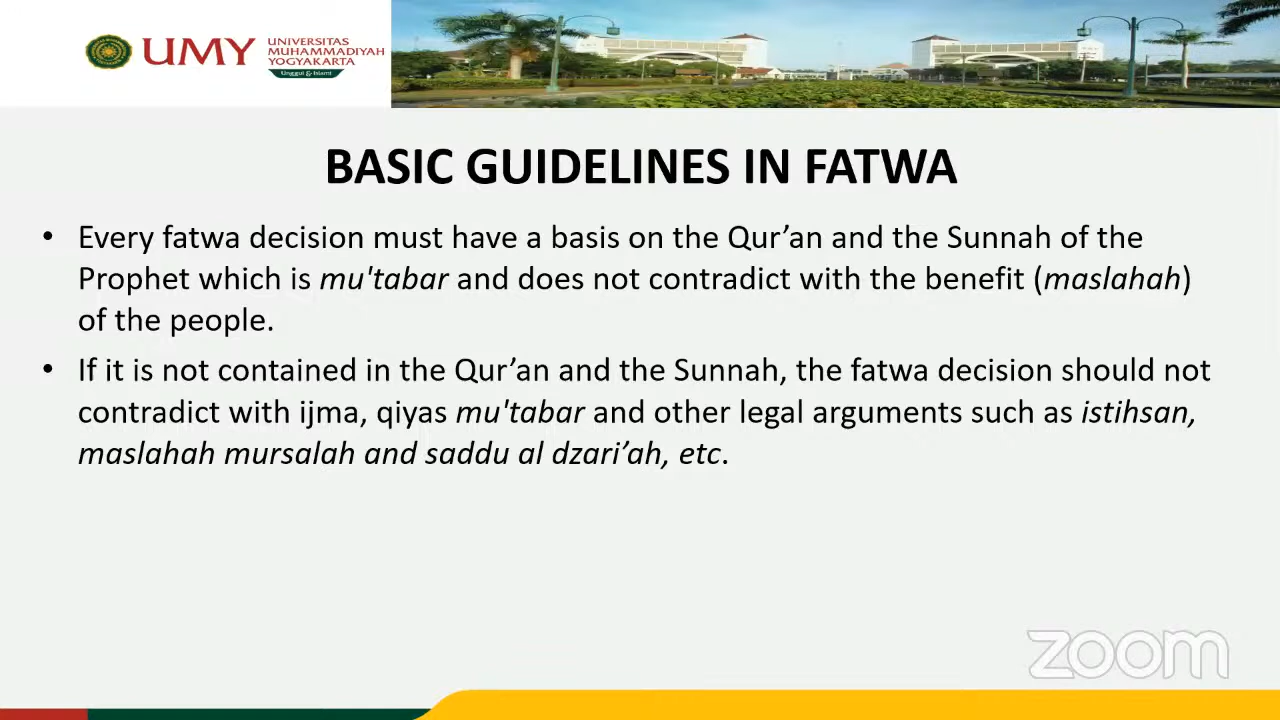 UMY
UNIVERSITAS
MUHAMMADIYAH
YOGYAKARTA
Unggul & Islami
BASIC GUIDELINES IN FATWA
• Every fatwa decision must have a basis on the Qur’an and the Sunnah of the
Prophet which is mu'tabar and does not contradict with the benefit (maslahah)
of the people.
• If it is not contained in the Qur’an and the Sunnah, the fatwa decision should not
contradict with ijma, qiyas mu'tabar and other legal arguments such as istihsan,
maslahah mursalah and saddu al dzari’ah, etc.
zoom